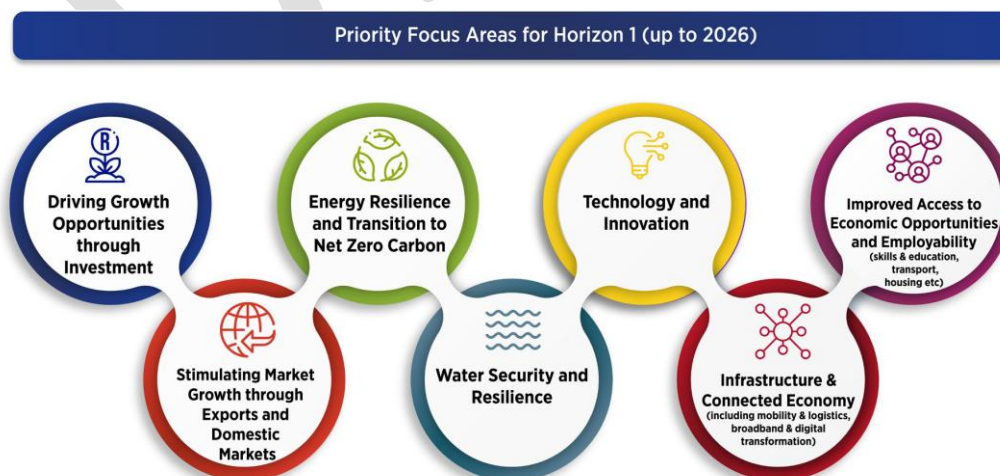 Priority Focus Areas for Horizon 1 (up to 2026)
R
Driving Growth
Opportunities
through
Investment
Stimulating Market
Growth through
Exports and
Domestic
Markets
Energy Resilience
and Transition to
Net Zero Carbon
Water Security and
Resilience
Technology and
Innovation
Infrastructure &
Connected Economy
(including mobility & logistics,
broadband & digital
transformation)
Improved Access to
Economic Opportunities
and Employability
(skills & education,
transport,
housing etc)